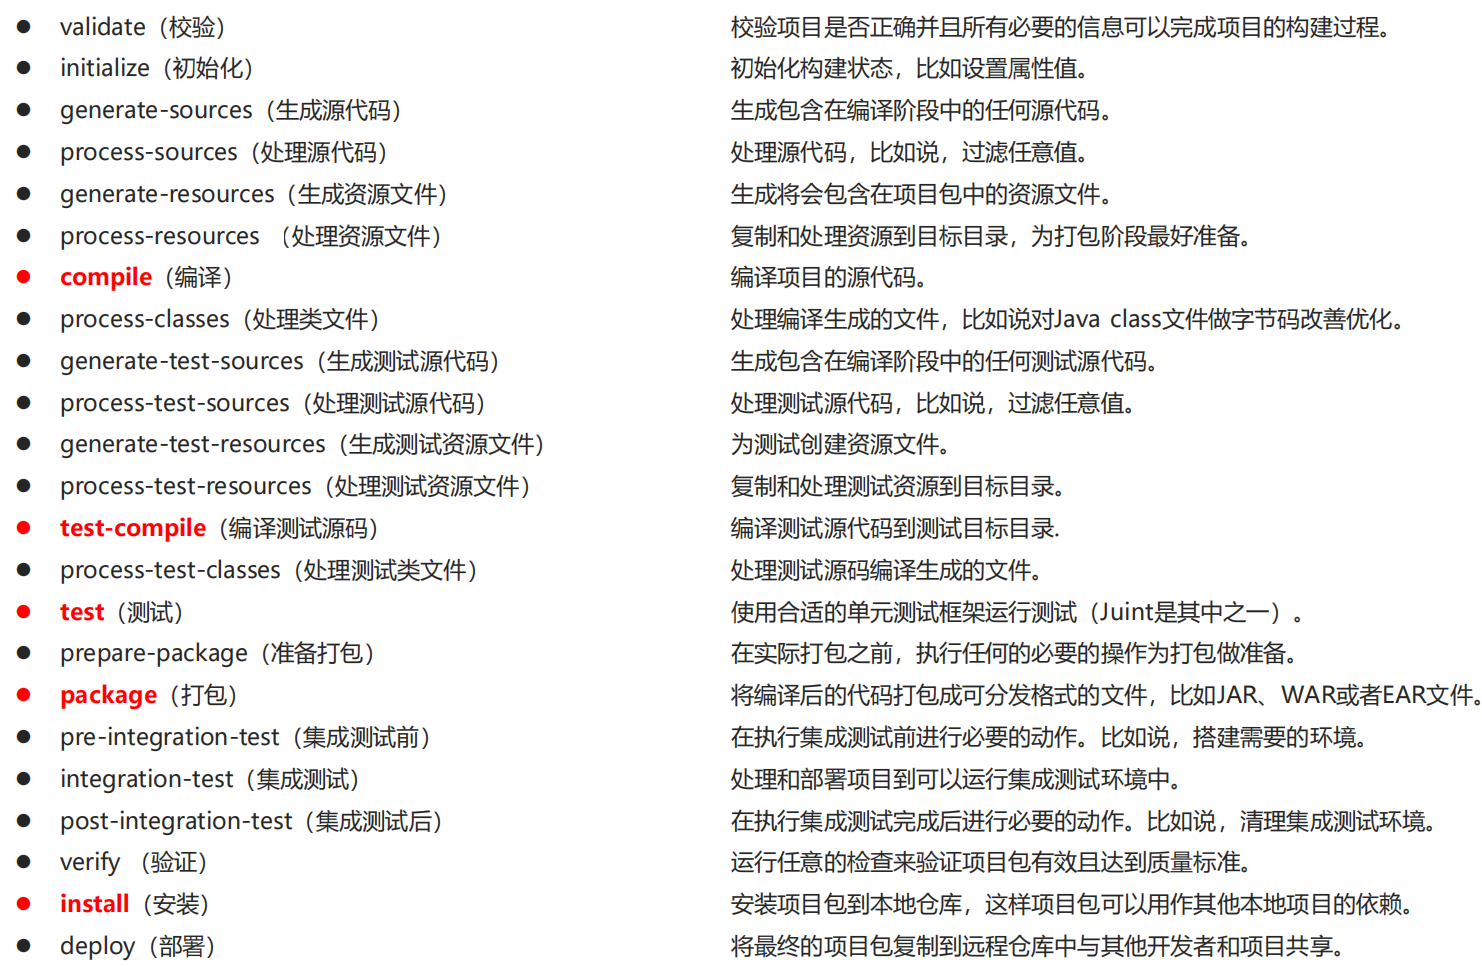 ● validate（校验） 校验项目是否正确并且所有必要的信息可以完成项目的构建过程。
● initialize（初始化） 初始化构建状态，比如设置属性值。
● generate-sources（生成源代码） 生成包含在编译阶段中的任何源代码。
● process-sources（处理源代码） 处理源代码，比如说，过滤任意值。
● generate-resources（生成资源文件） 生成将会包含在项目包中的资源文件。
● process-resources （处理资源文件） 复制和处理资源到目标目录，为打包阶段最好准备。
● compile（编译） 编译项目的源代码。
● process-classes（处理类文件） 处理编译生成的文件，比如说对Java class文件做字节码改善优化。
● generate-test-sources（生成测试源代码） 生成包含在编译阶段中的任何测试源代码。
● process-test-sources（处理测试源代码） 处理测试源代码，比如说，过滤任意值。
● generate-test-resources（生成测试资源文件） 为测试创建资源文件。
● process-test-resources（处理测试资源文件） 复制和处理测试资源到目标目录。
● test-compile（编译测试源码） 编译测试源代码到测试目标目录.
● process-test-classes（处理测试类文件） 处理测试源码编译生成的文件。
● test（测试） 使用合适的单元测试框架运行测试（Juint是其中之一）。
● prepare-package（准备打包） 在实际打包之前，执行任何的必要的操作为打包做准备。
● package（打包） 将编译后的代码打包成可分发格式的文件，比如JAR、WAR或者EAR文件。
● pre-integration-test（集成测试前） 在执行集成测试前进行必要的动作。比如说，搭建需要的环境。
● integration-test（集成测试） 处理和部署项目到可以运行集成测试环境中。
● post-integration-test（集成测试后） 在执行集成测试完成后进行必要的动作。比如说，清理集成测试环境。
● verify （验证） 运行任意的检查来验证项目包有效且达到质量标准。
● install（安装） 安装项目包到本地仓库，这样项目包可以用作其他本地项目的依赖。
● deploy（部署） 将最终的项目包复制到远程仓库中与其他开发者和项目共享。